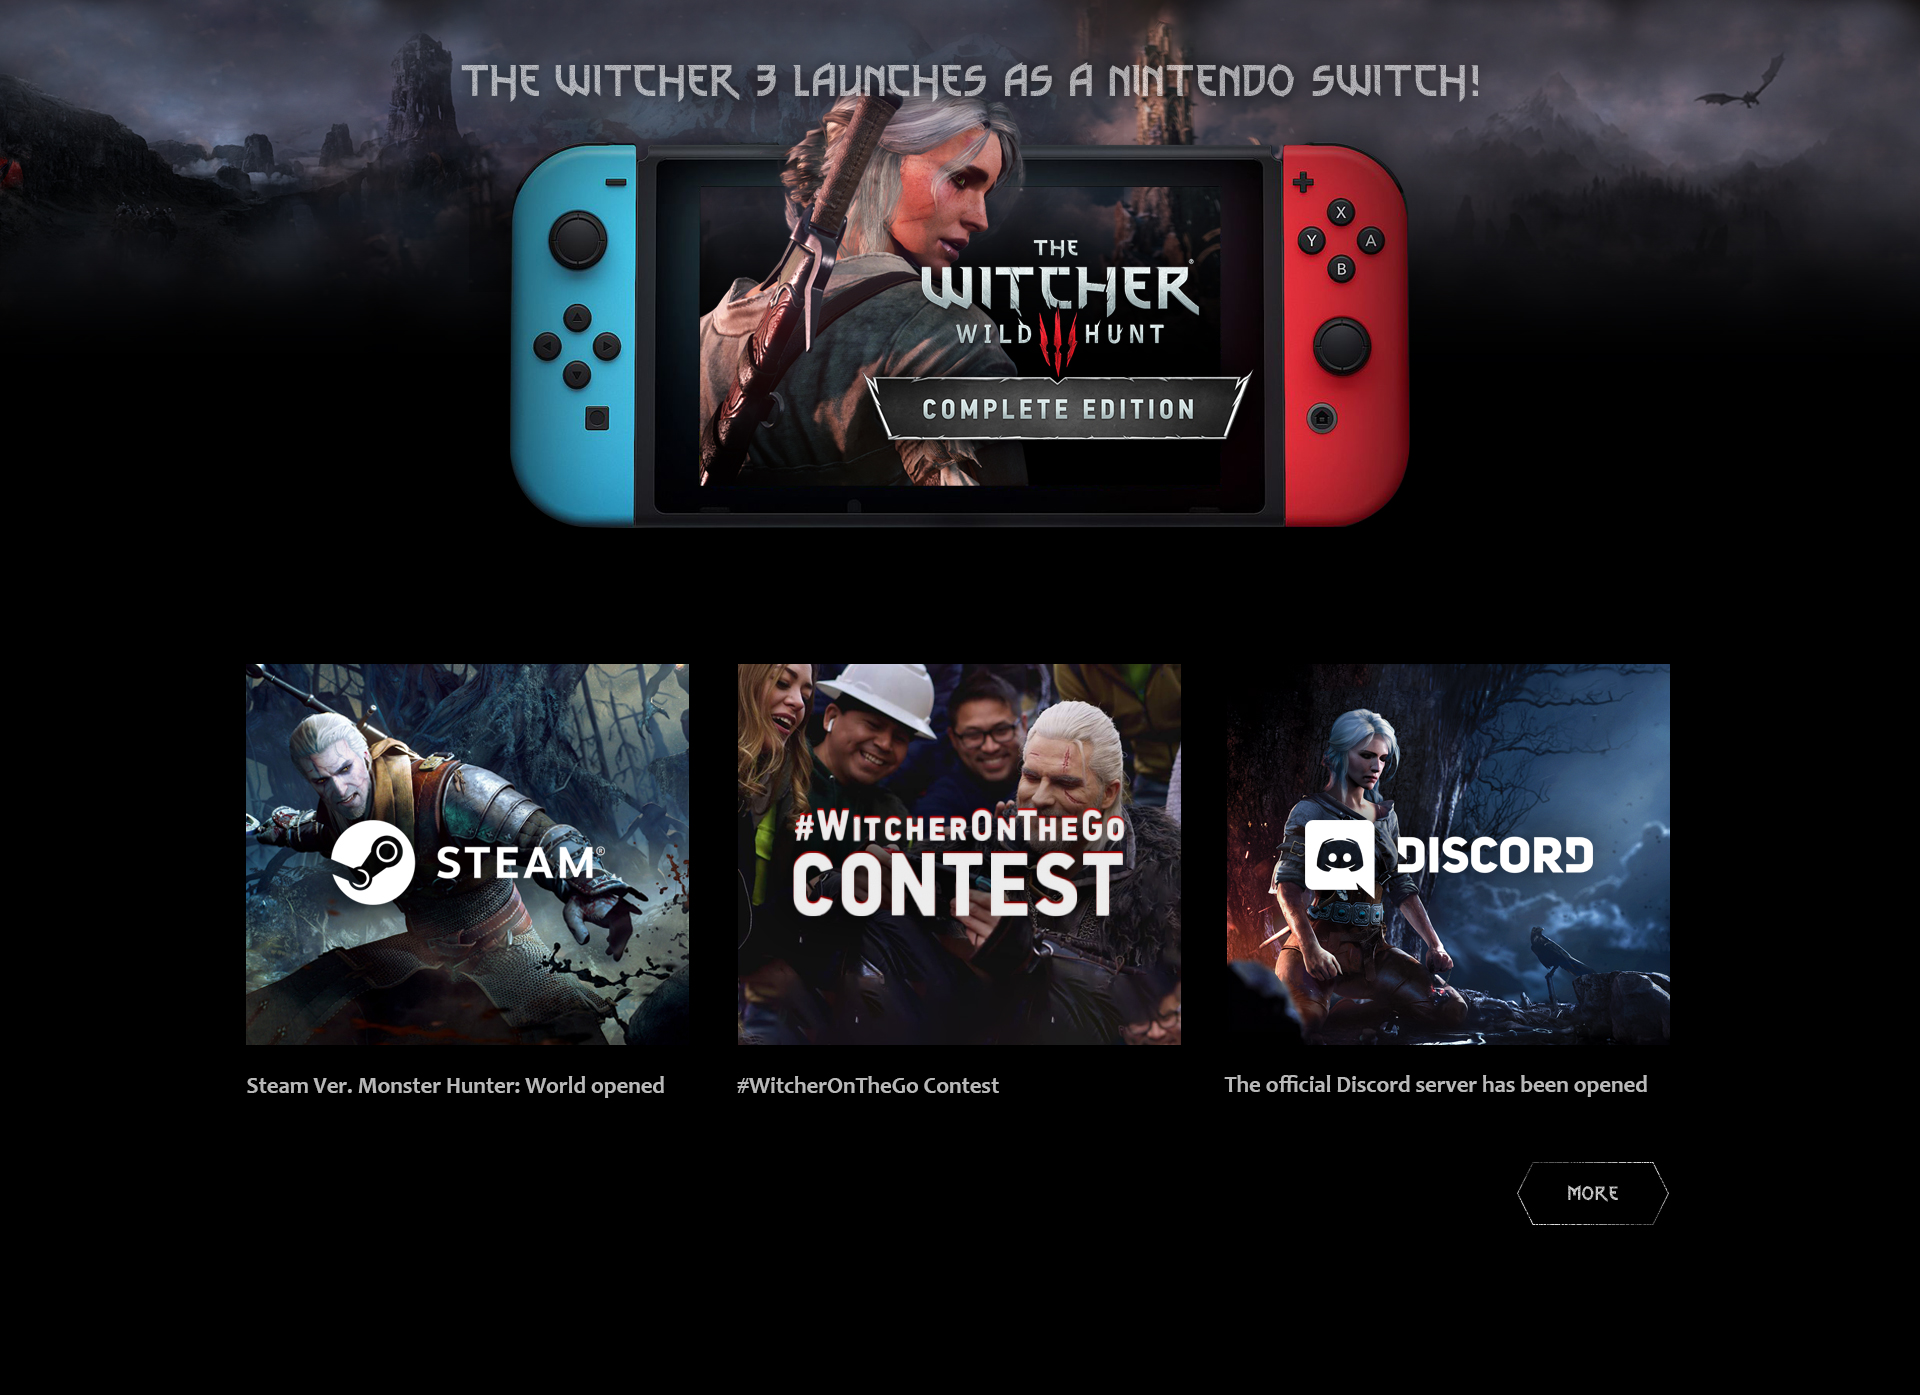 THE WITCHER 3 LAUNCHES AS A NINTENDO SWITCH!
X
Y A
B
THE
WITCHER®
WILD III HUNT
COMPLETE EDITION
STEAM®
#WITCHERONTHEGO
CONTEST
DISCORD
Steam Ver. Monster Hunter: World opened
#WitcherOnTheGo Contest
The official Discord server has been opened
MORE